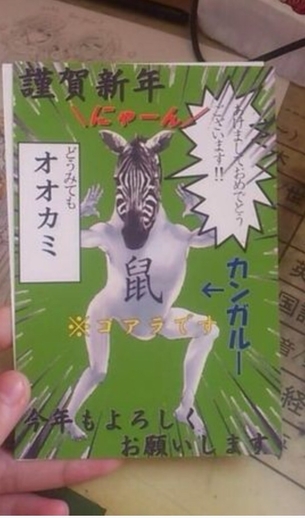 謹賀新年
\にゃーん/
あけましておめでとう
ございます!!
どうみても
オオカミ
鼠
カンガルー
←
※コアラです
今年もよろしく
お願いします